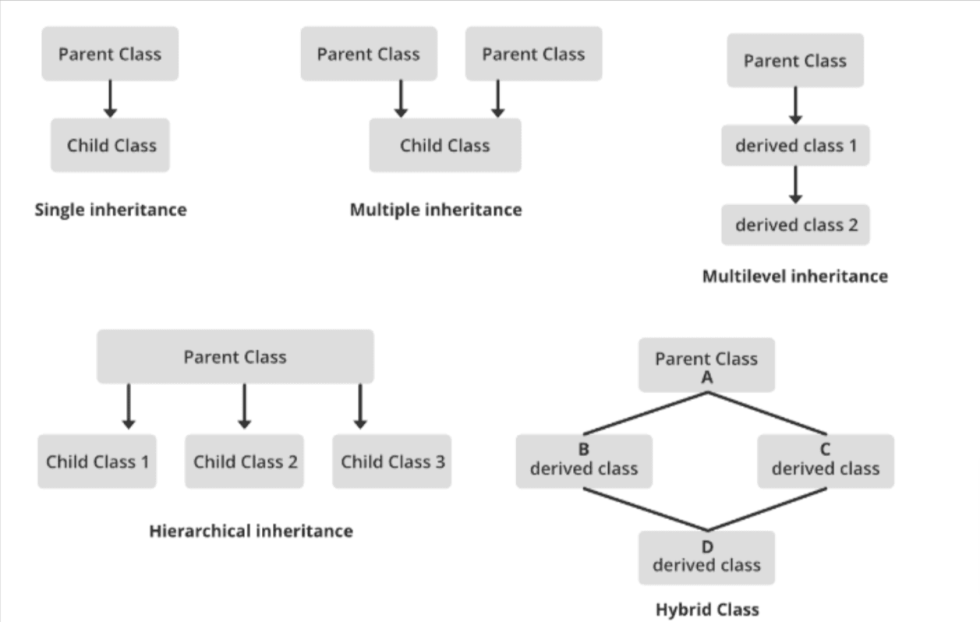 Parent Class
Child Class
Single inheritance
Parent Class
Parent Class
Child Class
Multiple inheritance
Parent Class
derived class 1
derived class 2
Multilevel inheritance
Parent Class
Child Class 1
Child Class 2
Child Class 3
Hierarchical inheritance
Parent Class
A
B
derived class
C
derived class
D
derived class
Hybrid Class